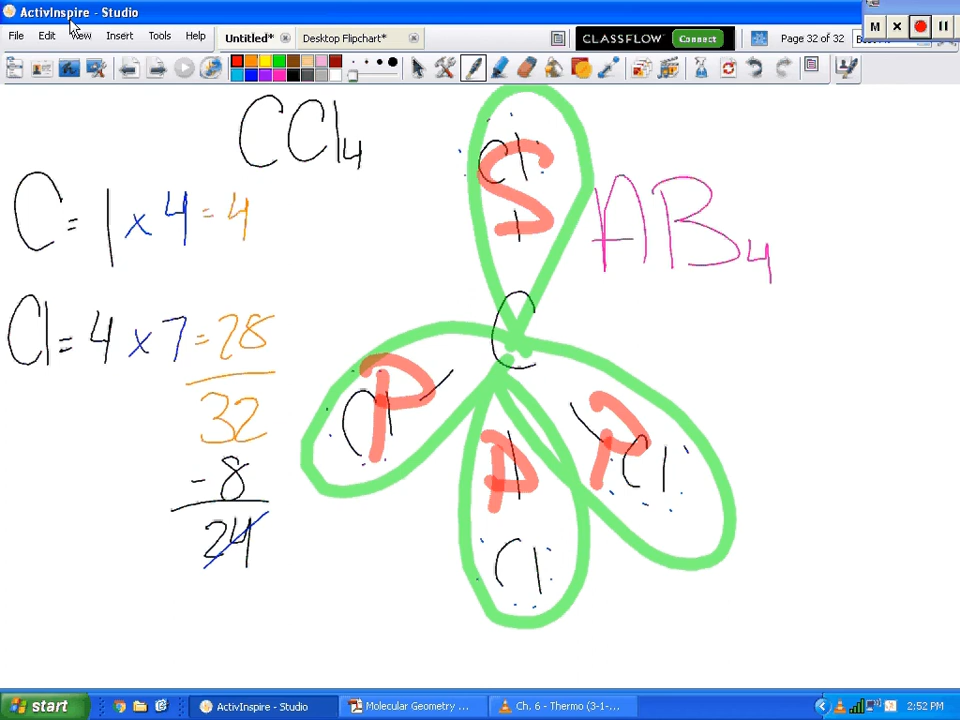 ActivInspire - Studio
M
File Edit View Insert Tools Help
Untitled*
Desktop Flipchart*
CLASSFLOW Connect
Page 32 of 32
CCl4
C = 1 x 4 = 4
Cl = 4 x 7 = 28
32
- 8
24
Cl
S
AB4
C
Cl
P
P
Cl
P
Cl
start
ActivInspire - Studio
Molecular Geometry ...
Ch. 6 - Thermo (3-1-...
2:52 PM